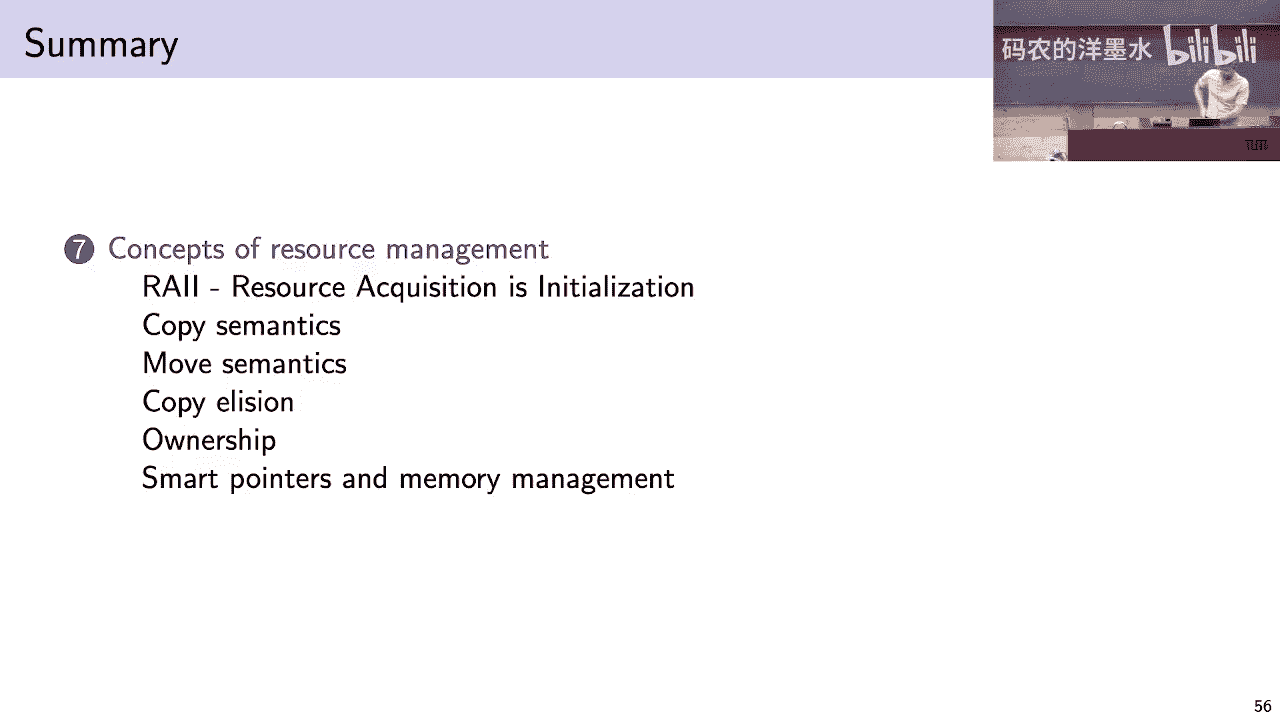 Summary
码农的洋墨水 bilibili
TUM
7 Concepts of resource management
RAII - Resource Acquisition is Initialization
Copy semantics
Move semantics
Copy elision
Ownership
Smart pointers and memory management
56